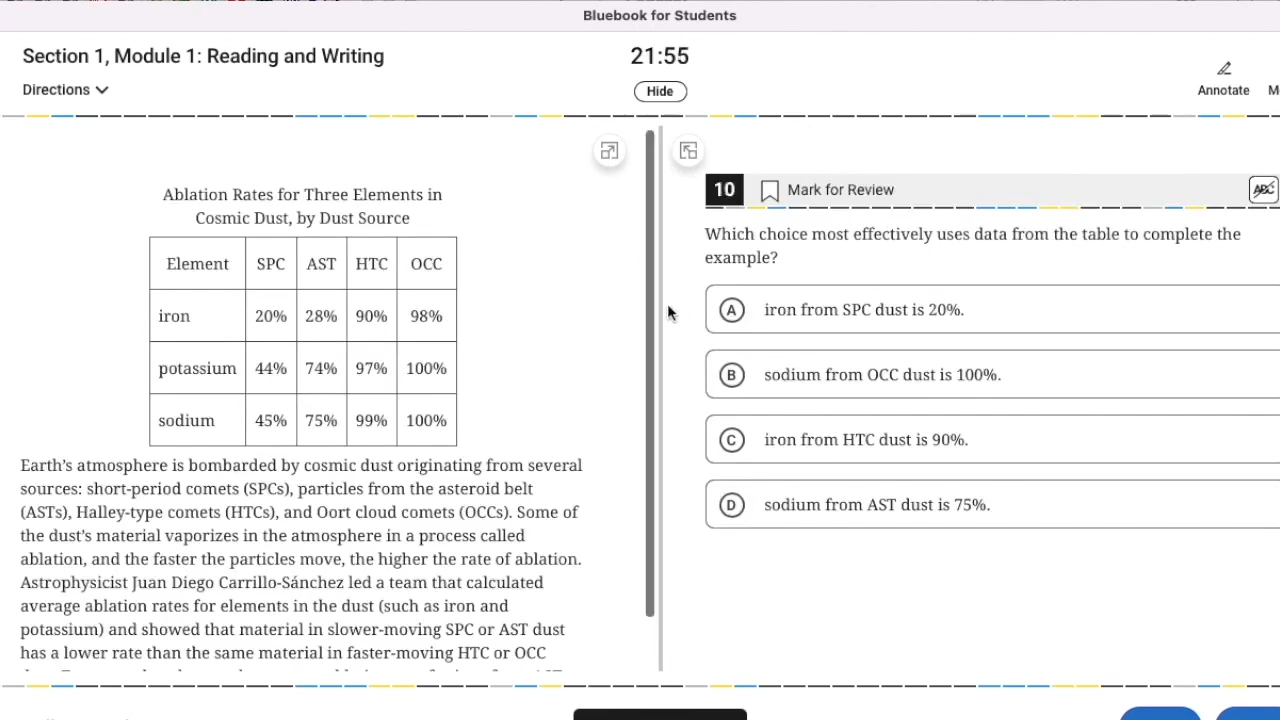 Bluebook for Students
Section 1, Module 1: Reading and Writing
21:55
Directions
Hide
Annotate
Ablation Rates for Three Elements in
Cosmic Dust, by Dust Source
Element SPC AST HTC OCC
iron 20% 28% 90% 98%
potassium 44% 74% 97% 100%
sodium 45% 75% 99% 100%
Earth's atmosphere is bombarded by cosmic dust originating from several
sources: short-period comets (SPCs), particles from the asteroid belt
(ASTs), Halley-type comets (HTCs), and Oort cloud comets (OCCs). Some of
the dust's material vaporizes in the atmosphere in a process called
ablation, and the faster the particles move, the higher the rate of ablation.
Astrophysicist Juan Diego Carrillo-Sánchez led a team that calculated
average ablation rates for elements in the dust (such as iron and
potassium) and showed that material in slower-moving SPC or AST dust
has a lower rate than the same material in faster-moving HTC or OCC
10 Mark for Review
ABC
Which choice most effectively uses data from the table to complete the
example?
A iron from SPC dust is 20%.
B sodium from OCC dust is 100%.
C iron from HTC dust is 90%.
D sodium from AST dust is 75%.